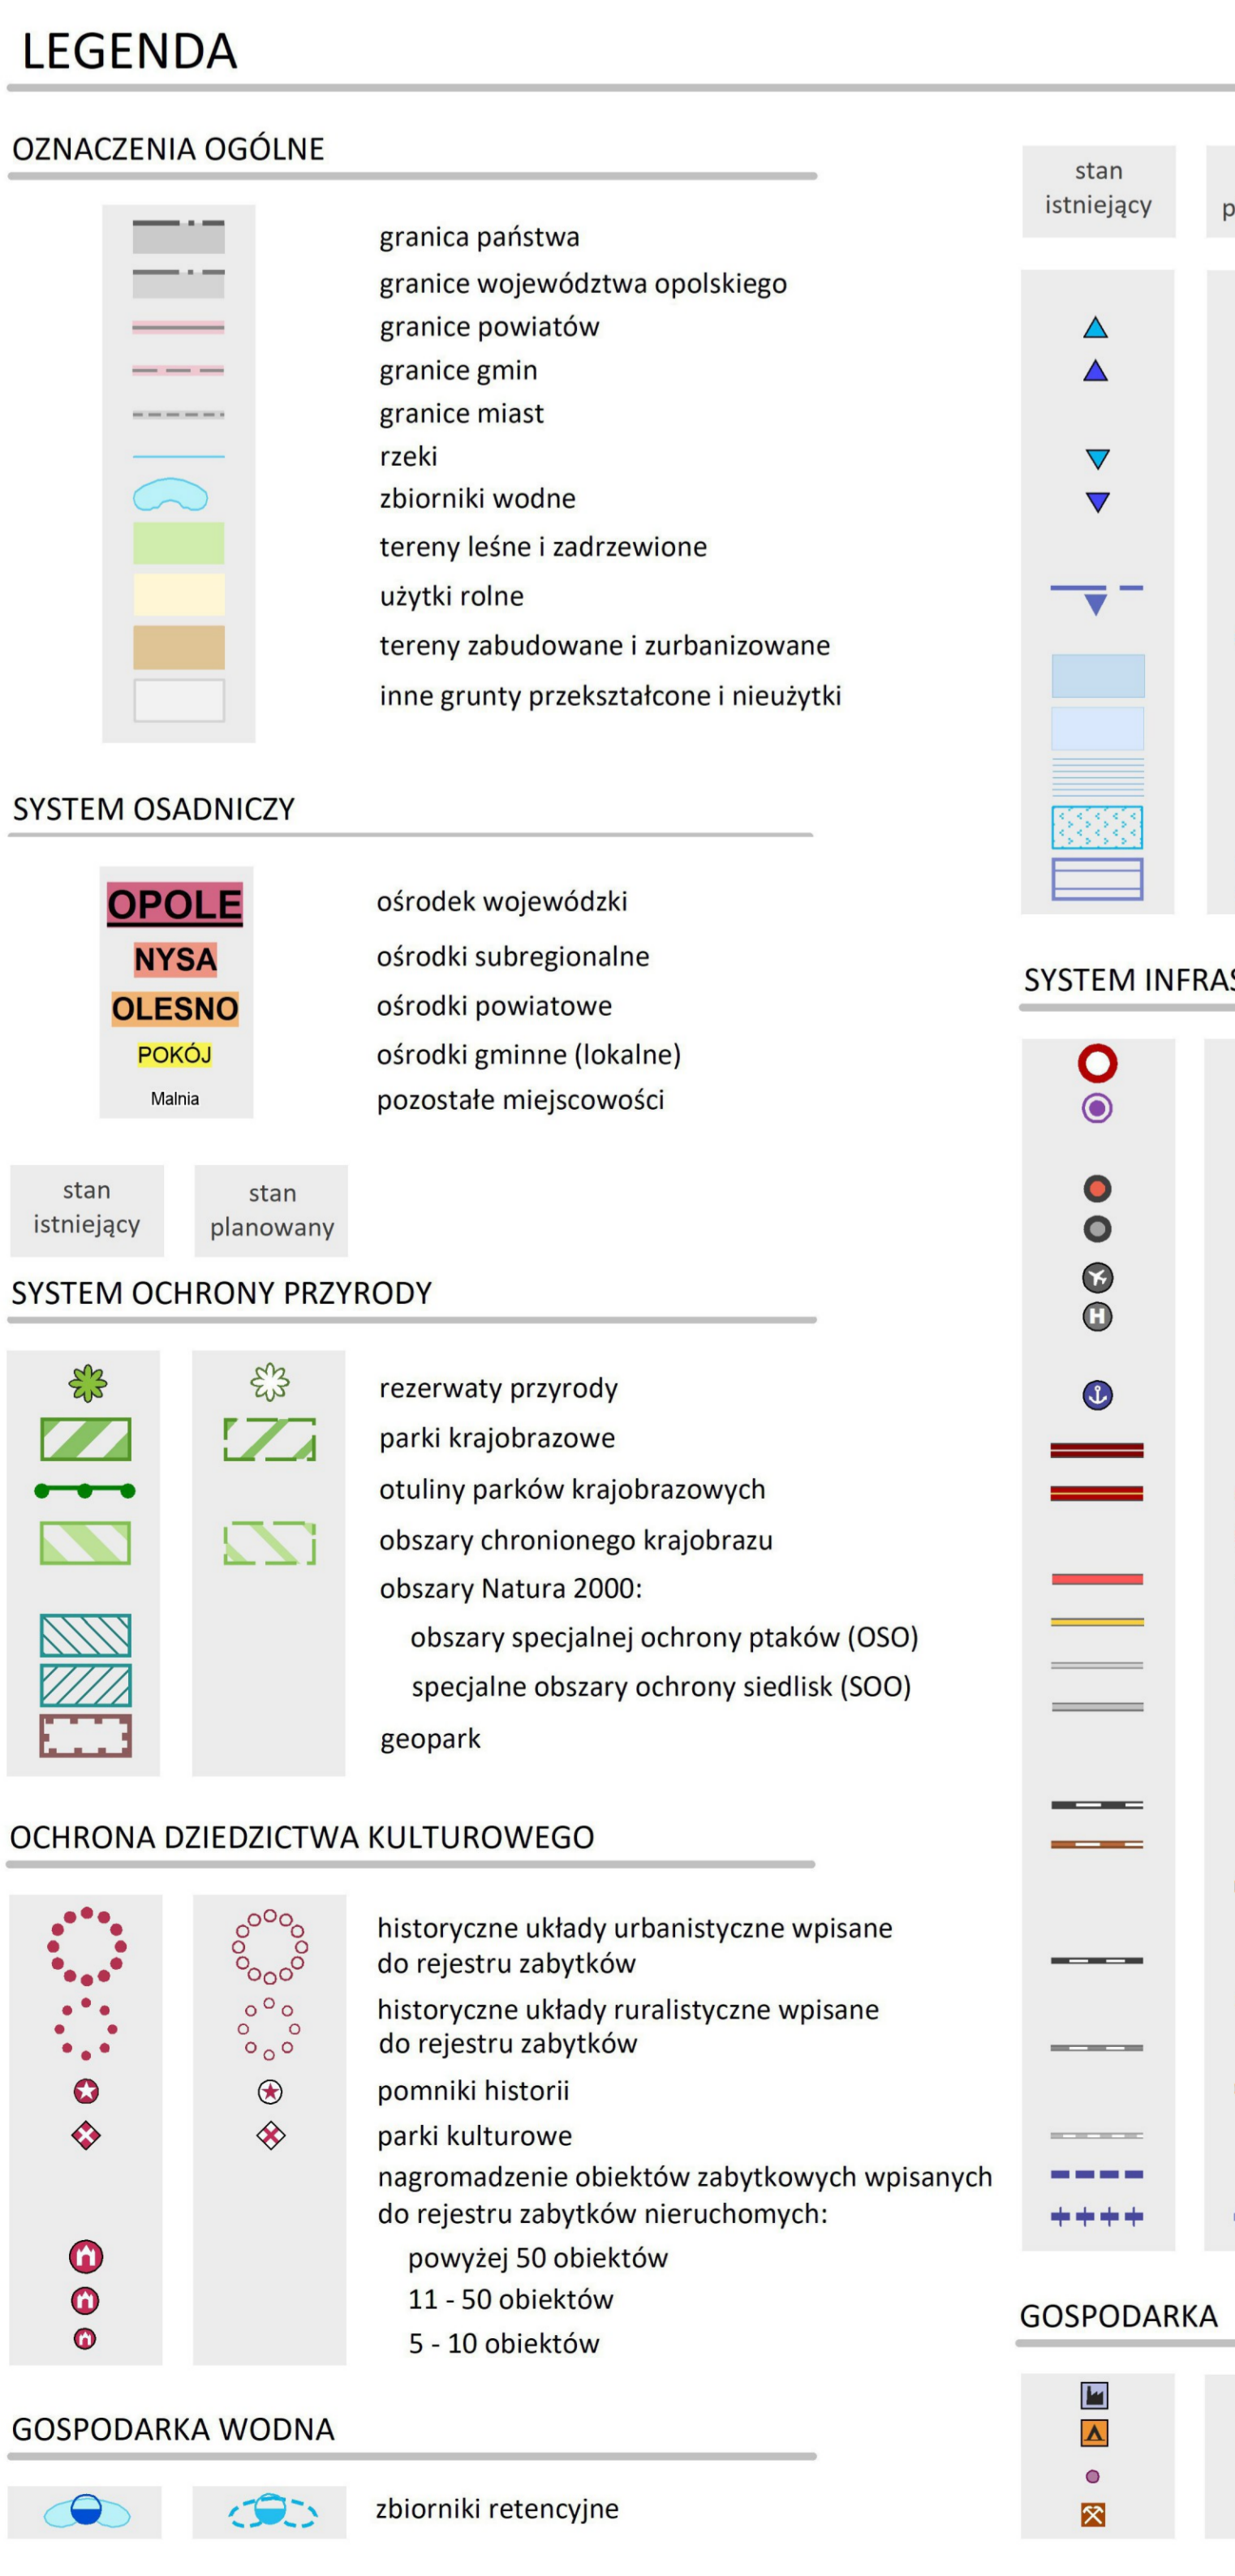 LEGENDA
OZNACZENIA OGÓLNE
granica państwa
granice województwa opolskiego
granice powiatów
granice gmin
granice miast
rzeki
zbiorniki wodne
tereny leśne i zadrzewione
użytki rolne
tereny zabudowane i zurbanizowane
inne grunty przekształcone i nieużytki
SYSTEM OSADNICZY
OPOLE ośrodek wojewódzki
NYSA ośrodki subregionalne
OLESNO ośrodki powiatowe
POKÓJ ośrodki gminne (lokalne)
Malnia pozostałe miejscowości
stan istniejący
stan planowany
SYSTEM OCHRONY PRZYRODY
rezerwaty przyrody
parki krajobrazowe
otuliny parków krajobrazowych
obszary chronionego krajobrazu
obszary Natura 2000:
obszary specjalnej ochrony ptaków (OSO)
specjalne obszary ochrony siedlisk (SOO)
geopark
OCHRONA DZIEDZICTWA KULTUROWEGO
historyczne układy urbanistyczne wpisane
do rejestru zabytków
historyczne układy ruralistyczne wpisane
do rejestru zabytków
pomniki historii
parki kulturowe
nagromadzenie obiektów zabytkowych wpisanych
do rejestru zabytków nieruchomych:
powyżej 50 obiektów
11 - 50 obiektów
5 - 10 obiektów
GOSPODARKA WODNA
zbiorniki retencyjne
stan
istniejący
SYSTEM
H
GOSPODARKA